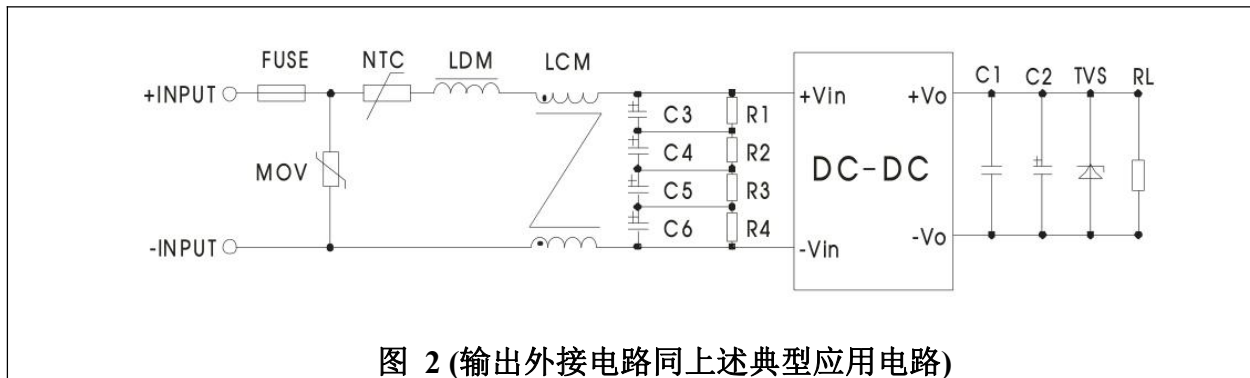 FUSE NTC LDM LCM C1 C2 TVS RL
+INPUT +Vin +Vo
C3 R1
C4 R2
MOV C5 R3 DC-DC
C6 R4
-INPUT -Vin -Vo
图 2 (输出外接电路同上述典型应用电路)